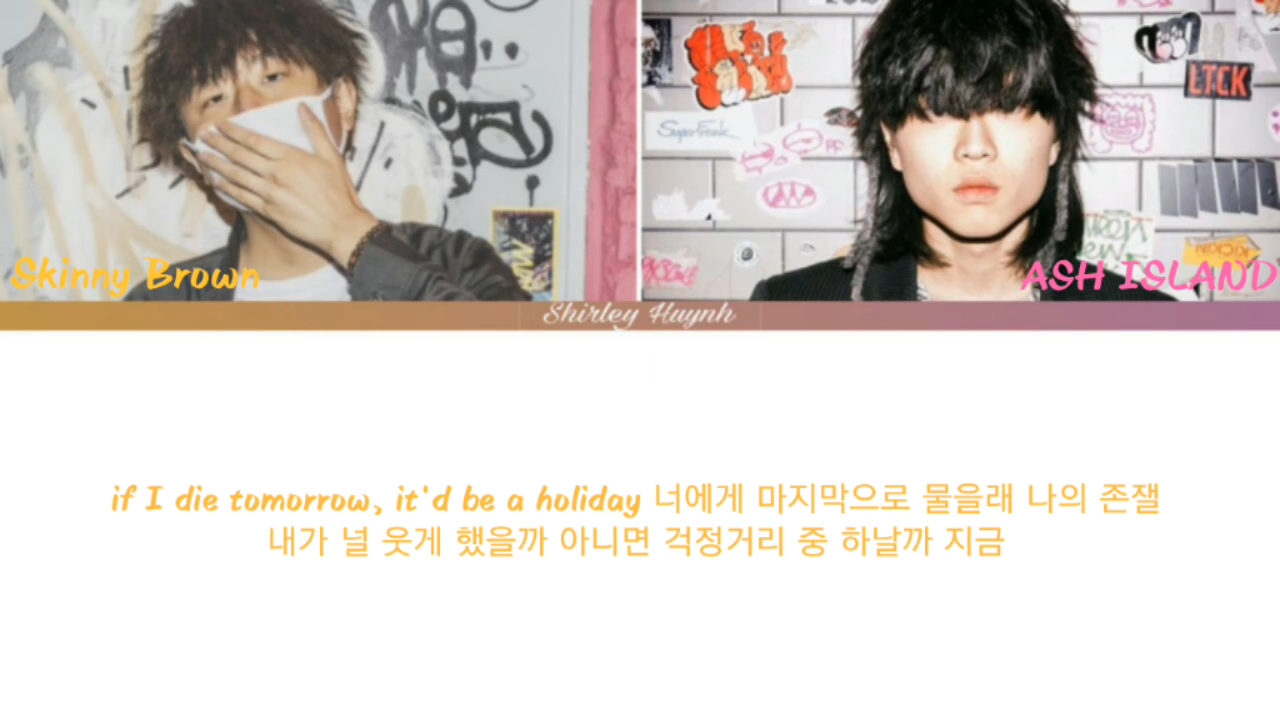 LTCK
SuperFreak
Skinny Brown
ASH ISLAND
Shirley Huynh
if I die tomorrow, it'd be a holiday 너에게 마지막으로 물을래 나의 존잴
내가 널 웃게 했을까 아니면 걱정거리 중 하날까 지금